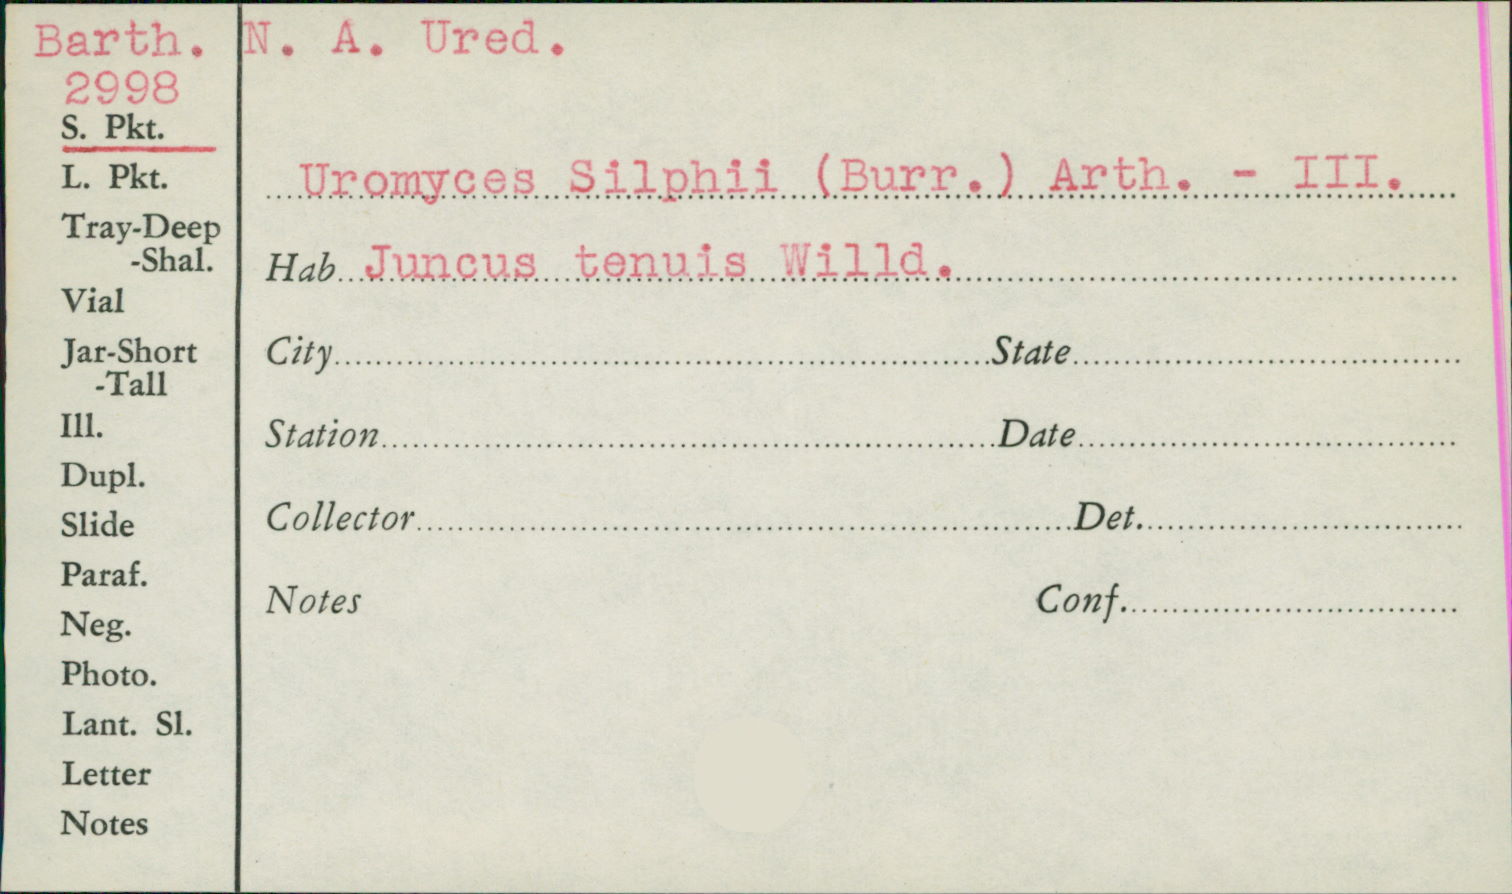 Barth. N. A. Ured.
2998
S. Pkt.
L. Pkt.
Tray-Deep
-Shal.
Vial
Jar-Short
-Tall
Ill.
Dupl.
Slide
Paraf.
Neg.
Photo.
Lant. Sl.
Letter
Notes
Uromyces Silphii (Burr.) Arth. - III.
Hab Juncus tenuis Willd.
City State
Station Date
Collector Det.
Notes Conf.